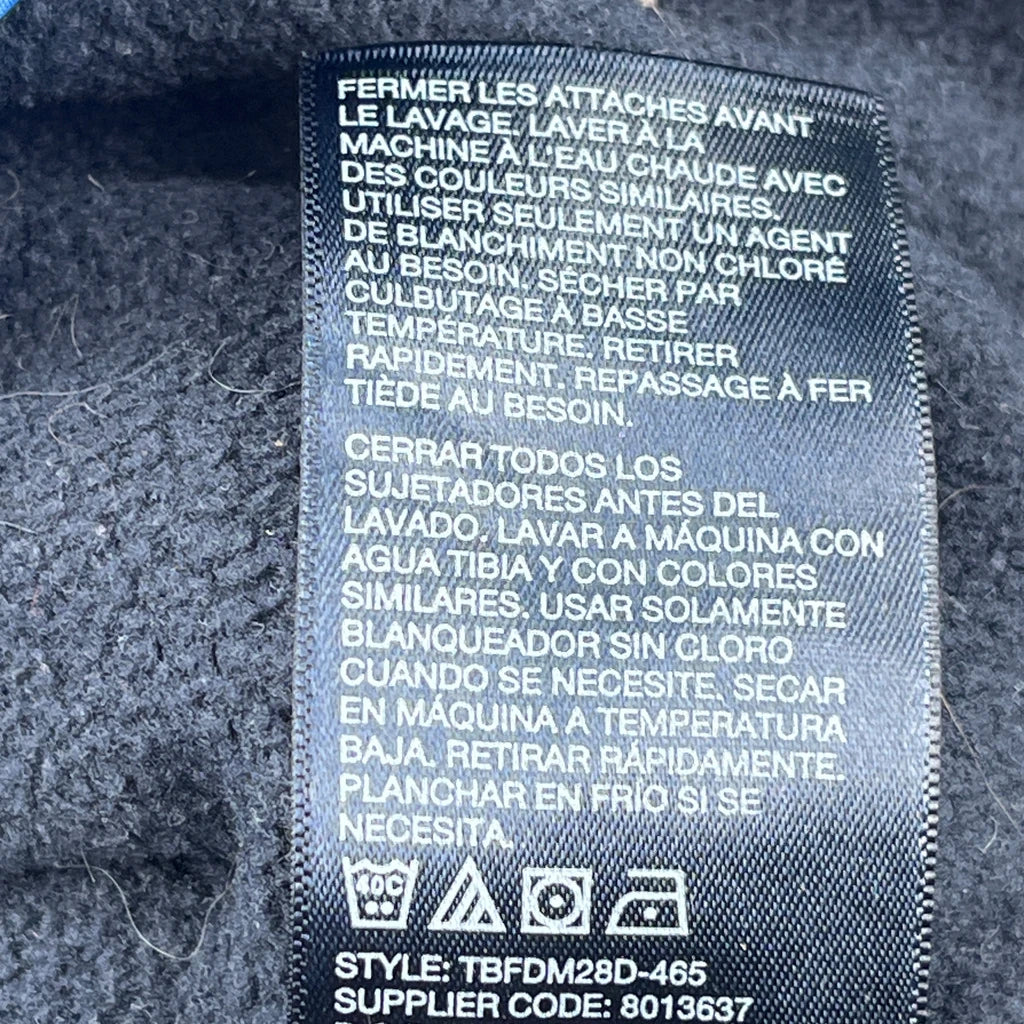 FERMER LES ATTACHES AVANT
LE LAVAGE. LAVER À LA
MACHINE À L'EAU CHAUDE AVEC
DES COULEURS SIMILAIRES.
UTILISER SEULEMENT UN AGENT
DE BLANCHIMENT NON CHLORÉ
AU BESOIN. SÉCHER PAR
CULBUTAGE À BASSE
TEMPÉRATURE. RETIRER
RAPIDEMENT. REPASSAGE À FER
TIÈDE AU BESOIN.
CERRAR TODOS LOS
SUJETADORES ANTES DEL
LAVADO. LAVAR A MÁQUINA CON
AGUA TIBIA Y CON COLORES
SIMILARES. USAR SOLAMENTE
BLANQUEADOR SIN CLORO
CUANDO SE NECESITE. SECAR
EN MÁQUINA A TEMPERATURA
BAJA. RETIRAR RÁPIDAMENTE.
PLANCHAR EN FRÍO SI SE
NECESITA.
40C
STYLE: TBFDM28D-465
SUPPLIER CODE: 8013637